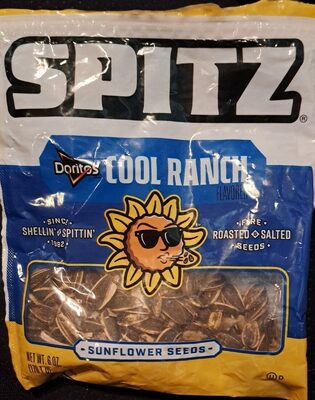 SPITZ®
Doritos COOL RANCH
FLAVORED
SINCE
SHELLIN' & SPITTIN'
1982
FIRE
ROASTED & SALTED
SEEDS
- SUNFLOWER SEEDS -
NET WT. 6 OZ.
U D